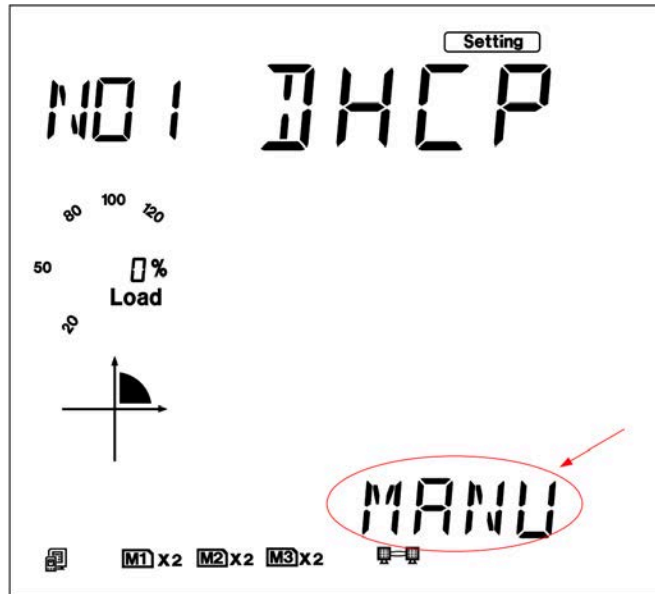 Setting
N01 DHCP
80 100 120
50 0%
Load
20
MANU
M1 X2 M2 X2 M3 X2